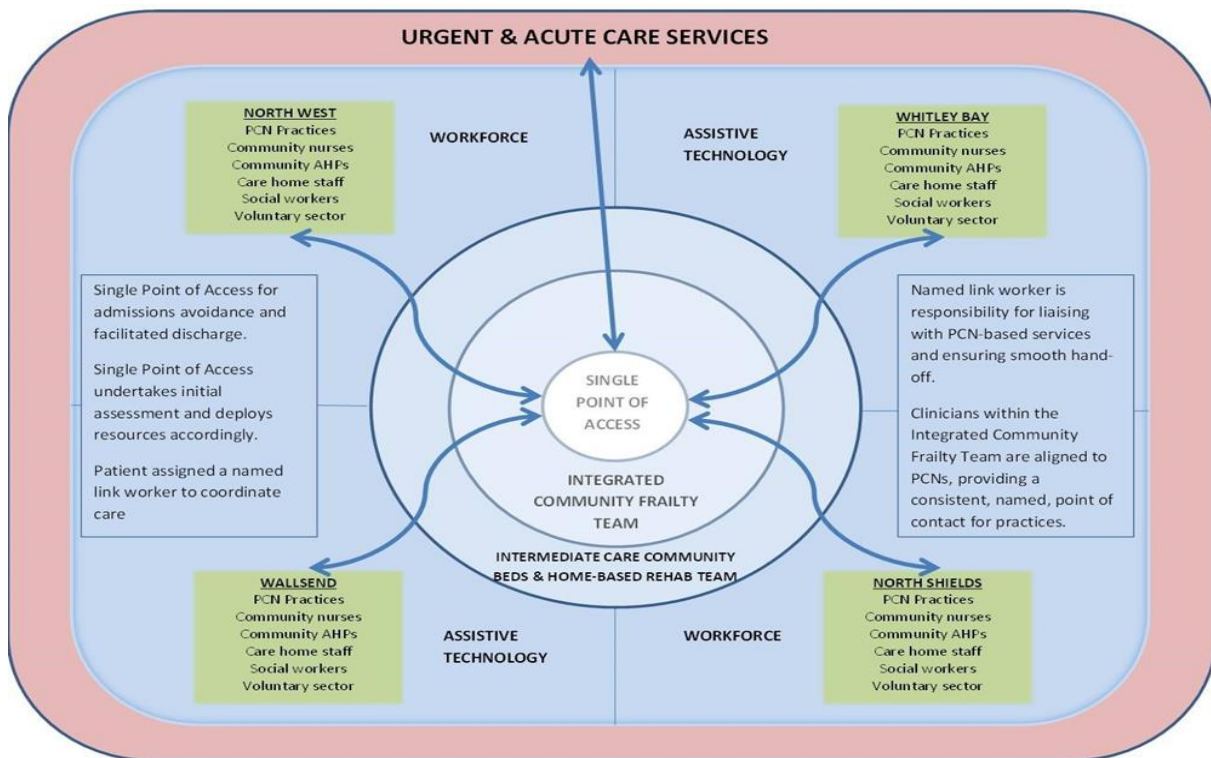 URGENT & ACUTE CARE SERVICES
NORTH WEST
PCN Practices
Community nurses
Community AHPs
Care home staff
Social workers
Voluntary sector
WORKFORCE
ASSISTIVE
TECHNOLOGY
WHITLEY BAY
PCN Practices
Community nurses
Community AHPs
Care home staff
Social workers
Voluntary sector
Single Point of Access for
admissions avoidance and
facilitated discharge.
Single Point of Access
undertakes initial
assessment and deploys
resources accordingly.
Patient assigned a named
link worker to coordinate
care
SINGLE
POINT OF
ACCESS
INTEGRATED
COMMUNITY FRAILTY
TEAM
INTERMEDIATE CARE COMMUNITY
BEDS & HOME-BASED REHAB TEAM
Named link worker is
responsibility for liaising
with PCN-based services
and ensuring smooth hand-
off.
Clinicians within the
Integrated Community
Frailty Team are aligned to
PCNs, providing a
consistent, named, point of
contact for practices.
WALLSEND
PCN Practices
Community nurses
Community AHPs
Care home staff
Social workers
Voluntary sector
ASSISTIVE
TECHNOLOGY
WORKFORCE
NORTH SHIELDS
PCN Practices
Community nurses
Community AHPs
Care home staff
Social workers
Voluntary sector